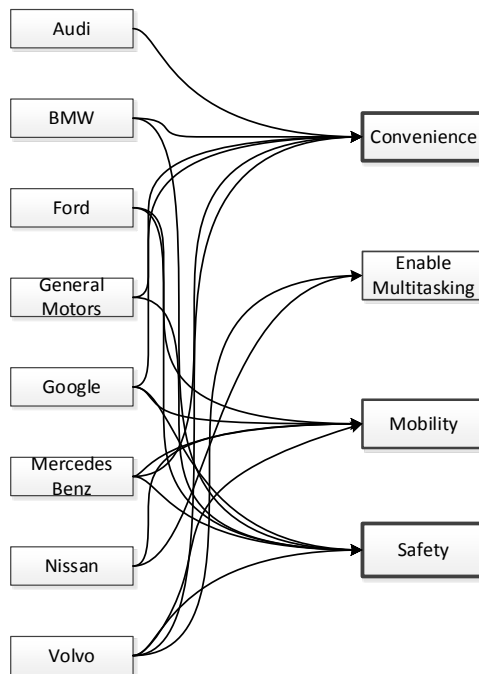 Audi
BMW
Ford
General
Motors
Google
Mercedes
Benz
Nissan
Volvo
Convenience
Enable
Multitasking
Mobility
Safety